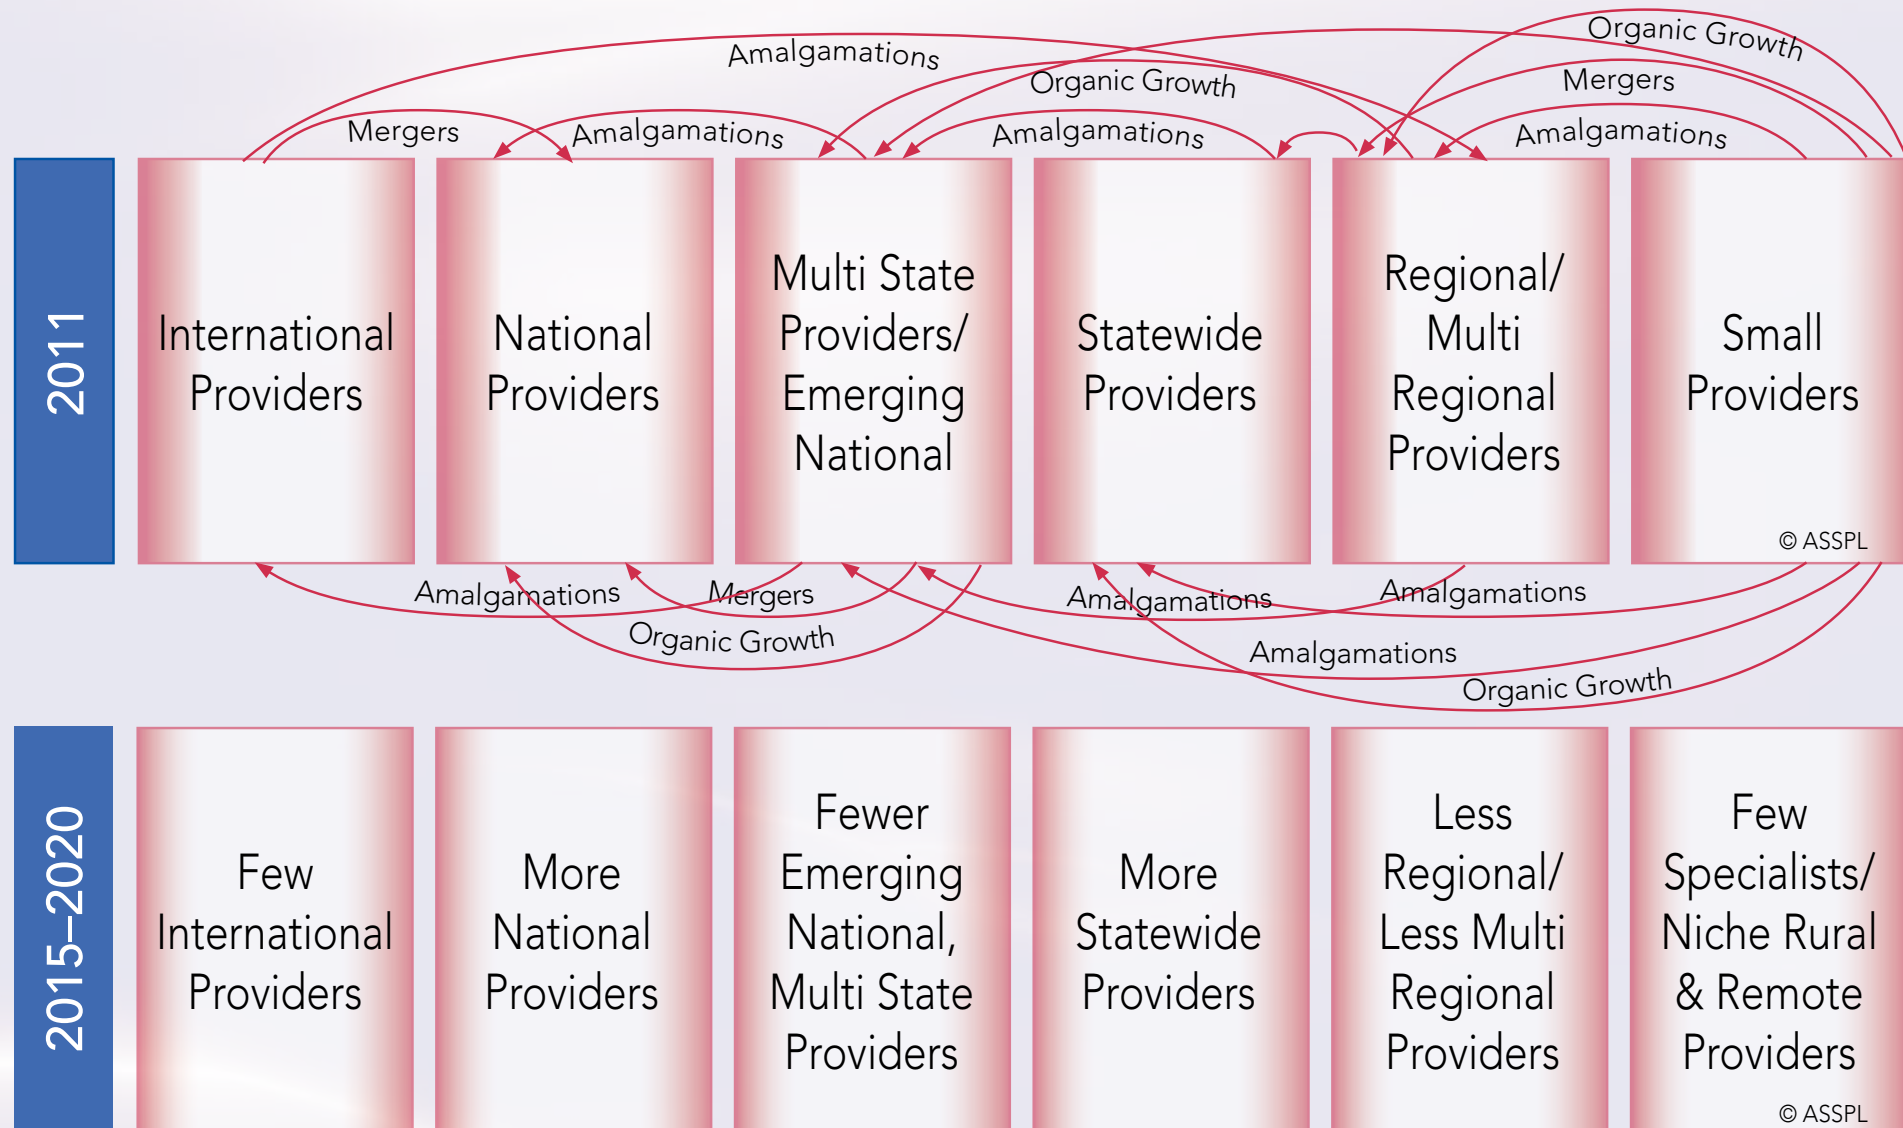 Organic Growth
Amalgamations
Organic Growth
Mergers
Mergers
Amalgamations
Amalgamations
Amalgamations
2011
International
Providers
National
Providers
Multi State
Providers/
Emerging
National
Statewide
Providers
Regional/
Multi
Regional
Providers
Small
Providers
© ASSPL
Amalgamations
Mergers
Amalgamations
Amalgamations
Organic Growth
Amalgamations
Organic Growth
2015–2020
Few
International
Providers
More
National
Providers
Fewer
Emerging
National,
Multi State
Providers
More
Statewide
Providers
Less
Regional/
Less Multi
Regional
Providers
Few
Specialists/
Niche Rural
& Remote
Providers
© ASSPL